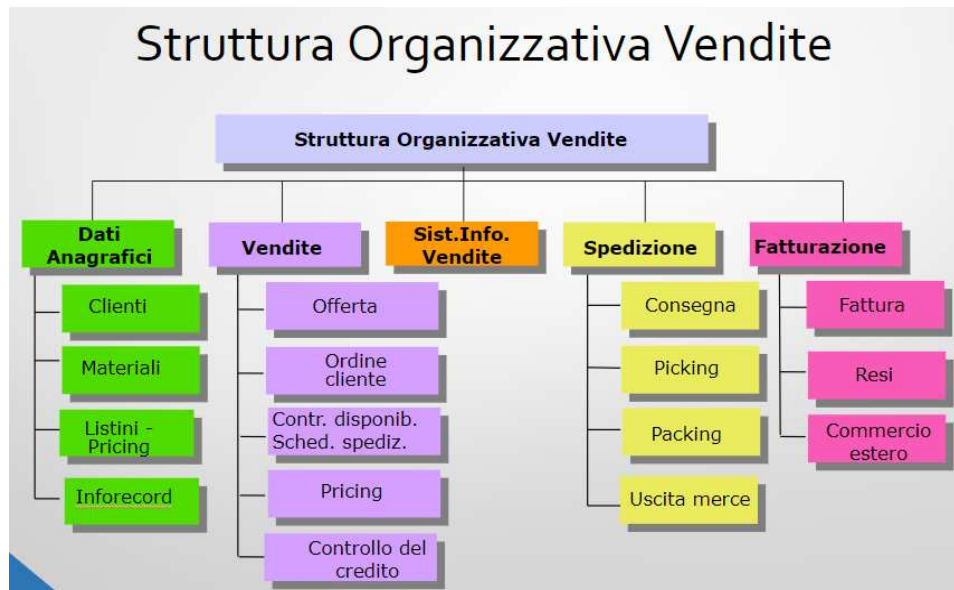 Struttura Organizzativa Vendite
Struttura Organizzativa Vendite
Dati
Anagrafici
Clienti
Materiali
Listini -
Pricing
Inforecord
Vendite
Offerta
Ordine
cliente
Contr. disponib.
Sched. spediz.
Pricing
Controllo del
credito
Sist.Info.
Vendite
Spedizione
Consegna
Picking
Packing
Uscita merce
Fatturazione
Fattura
Resi
Commercio
estero